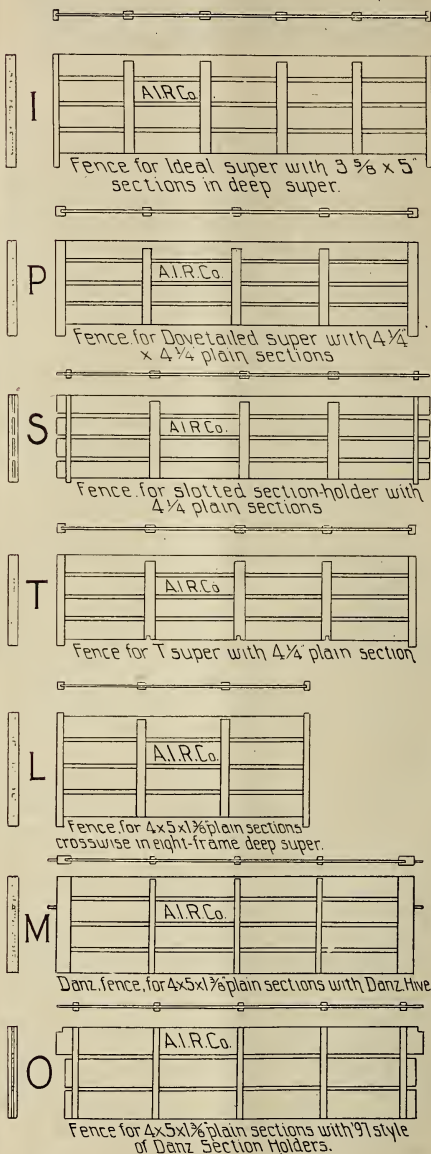 I
A.I.R.Co.
Fence for Ideal super with 3 5/8 x 5"
sections in deep super.
P
A.I.R.Co.
Fence for Dovetailed super with 4 1/4"
x 4 1/4" plain sections
S
A.I.R.Co.
Fence for slotted section-holder with
4 1/4 plain sections
T
A.I.R.Co
Fence for T super with 4 1/4" plain section
L
A.I.R.Co.
Fence for 4x5x1 3/8" plain sections
crosswise in eight-frame deep super.
M
A.I.R.Co.
Danz. fence, for 4x5x1 3/8" plain sections with Danz. Hive
O
A.I.R.Co.
Fence for 4x5x1 3/8" plain sections with '97 style
of Danz Section Holders.